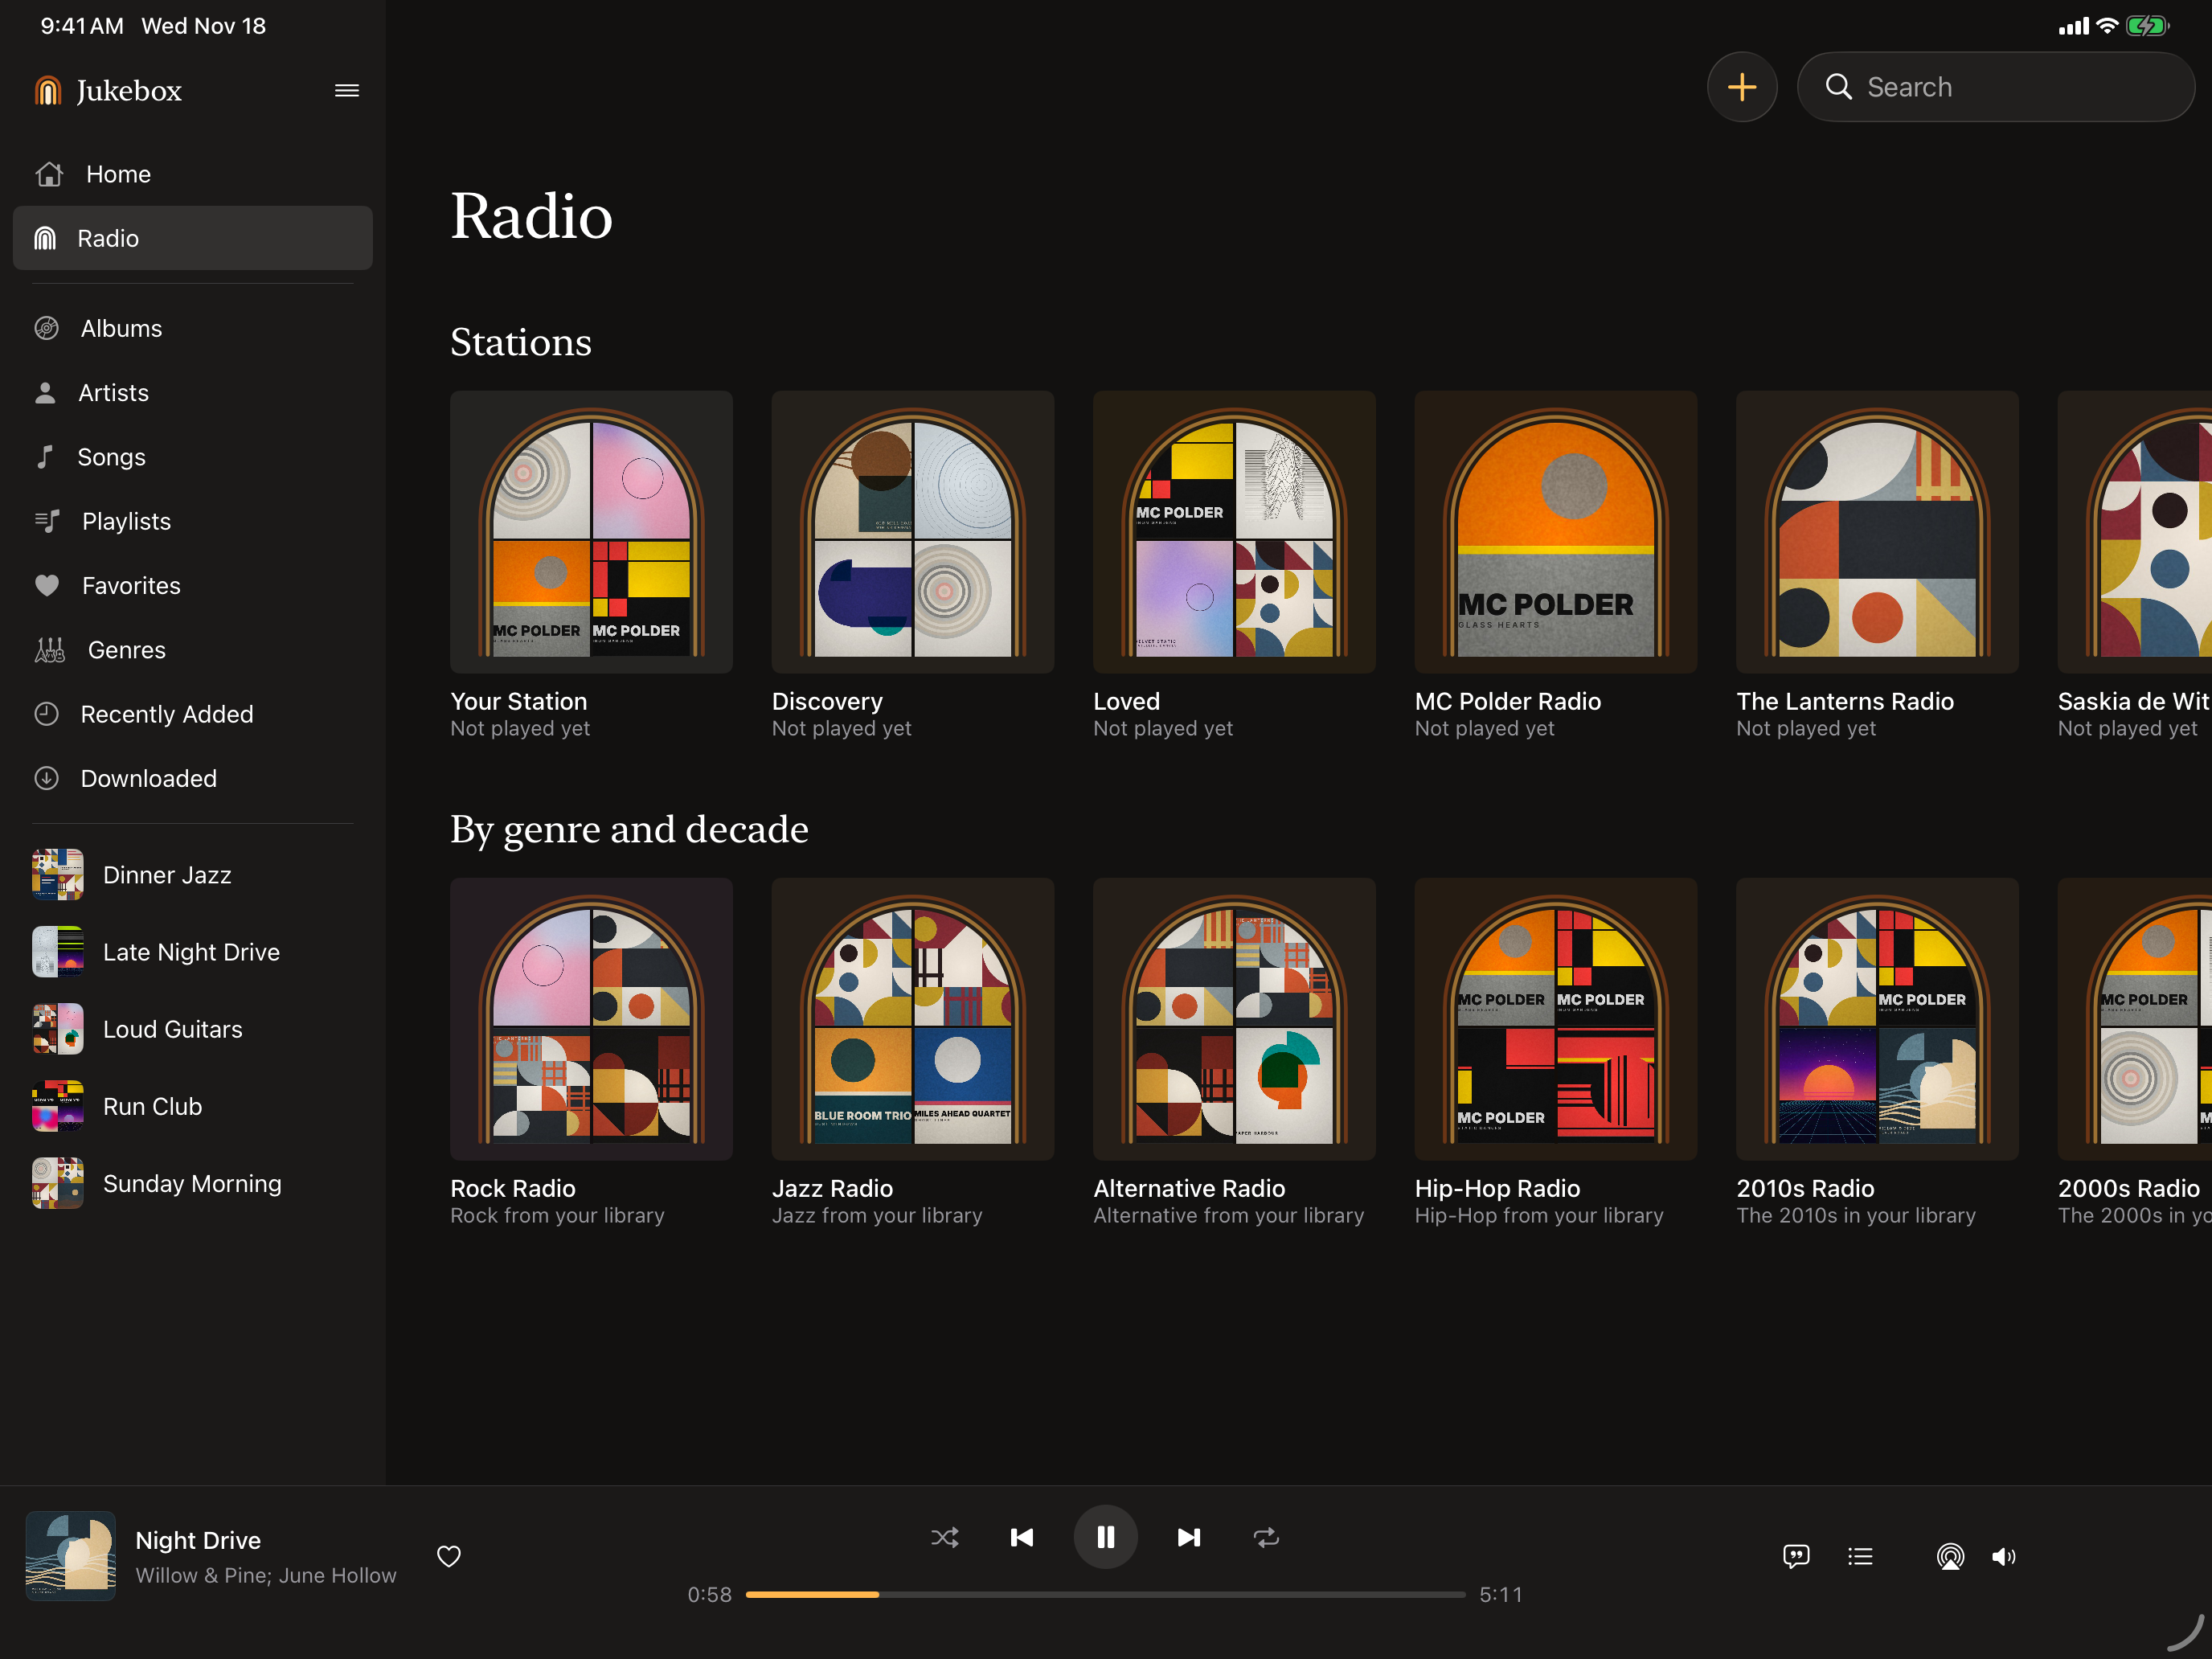 9:41 AM Wed Nov 18
Jukebox
Search
Home
Radio
Albums
Artists
Songs
Playlists
Favorites
Genres
Recently Added
Downloaded
Dinner Jazz
Late Night Drive
Loud Guitars
Run Club
Sunday Morning
Radio
Stations
MC POLDER
MC POLDER
MC POLDER
MC POLDER
GLASS HEARTS
Your Station
Not played yet
Discovery
Not played yet
Loved
Not played yet
MC Polder Radio
Not played yet
The Lanterns Radio
Not played yet
Saskia de Wit
Not played yet
By genre and decade
BLUE ROOM TRIO
MILES AHEAD QUARTET
PAPER HARBOUR
MC POLDER
MC POLDER
MC POLDER
MC POLDER
MC POLDER
Rock Radio
Rock from your library
Jazz Radio
Jazz from your library
Alternative Radio
Alternative from your library
Hip-Hop Radio
Hip-Hop from your library
2010s Radio
The 2010s in your library
2000s Radio
The 2000s in yo
Night Drive
Willow & Pine; June Hollow
0:58
5:11